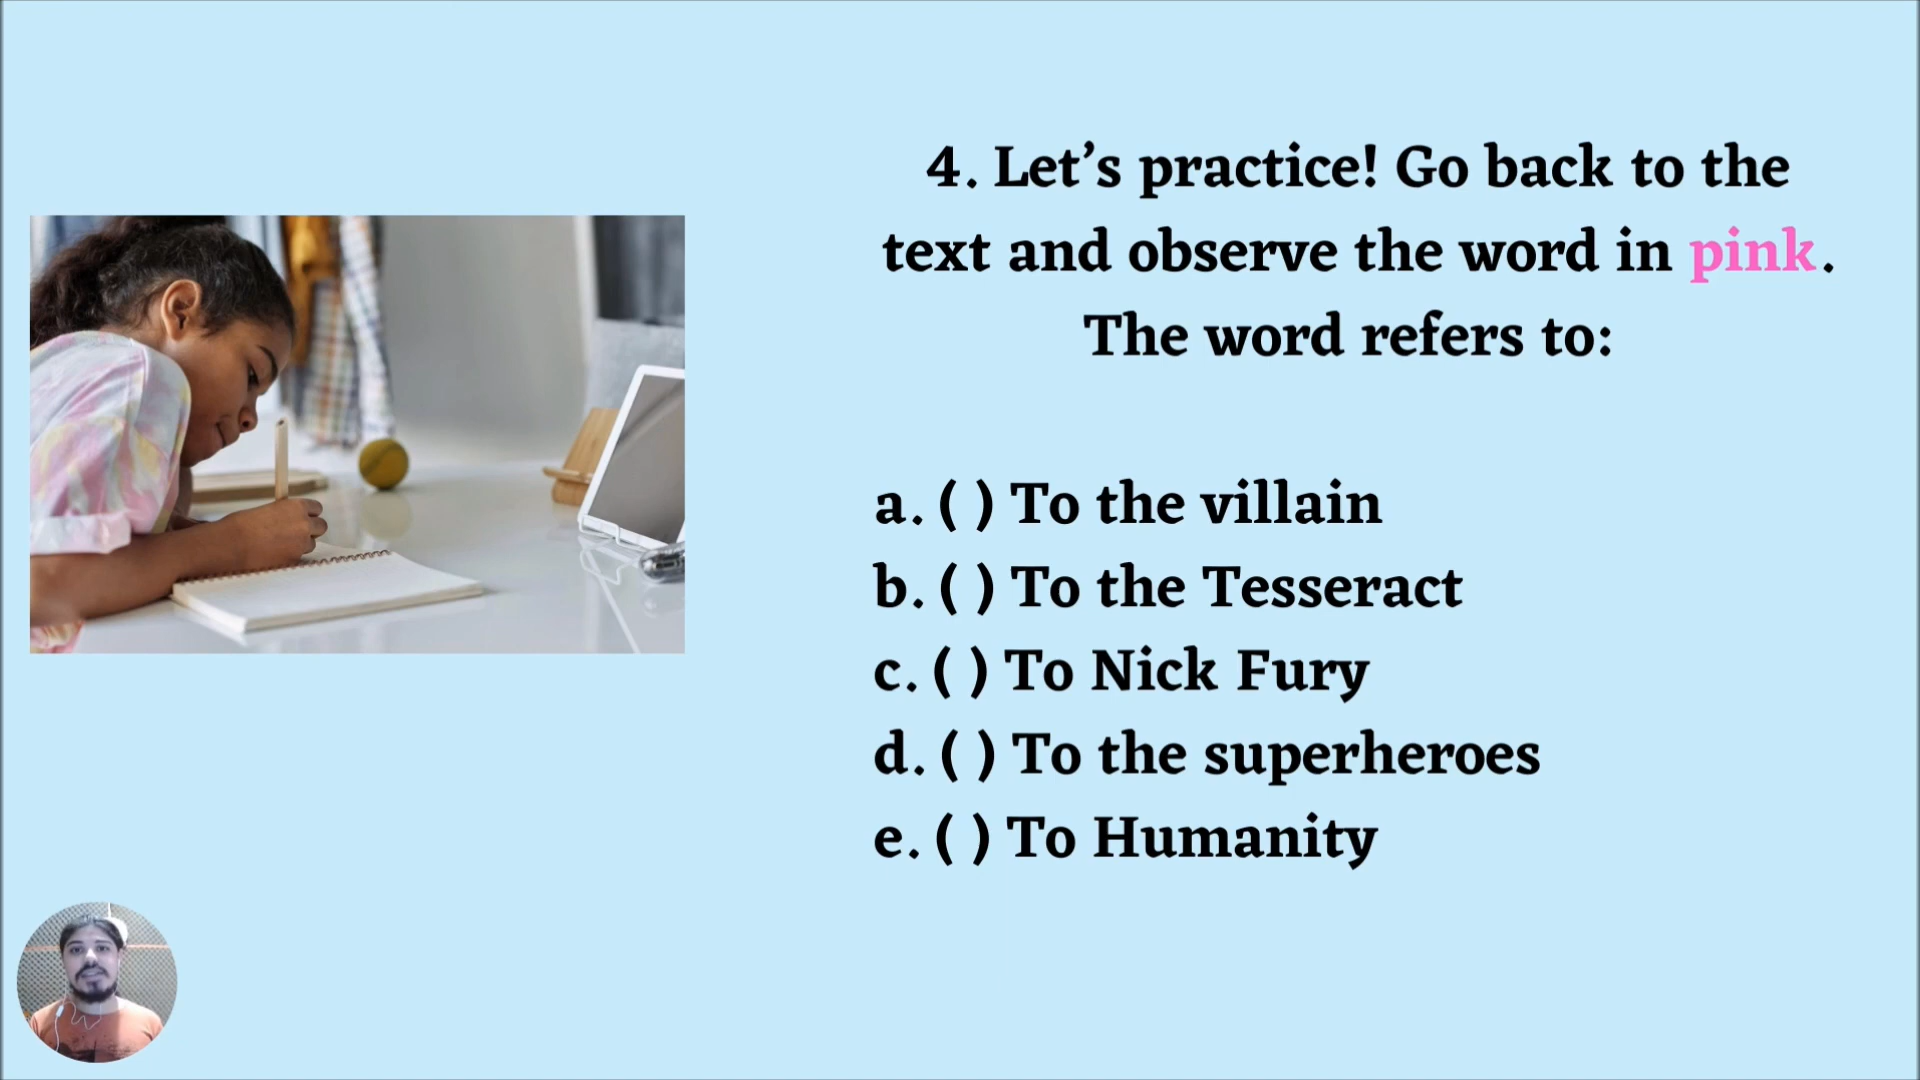 4. Let’s practice! Go back to the
text and observe the word in pink.
The word refers to:
a. ( ) To the villain
b. ( ) To the Tesseract
c. ( ) To Nick Fury
d. ( ) To the superheroes
e. ( ) To Humanity